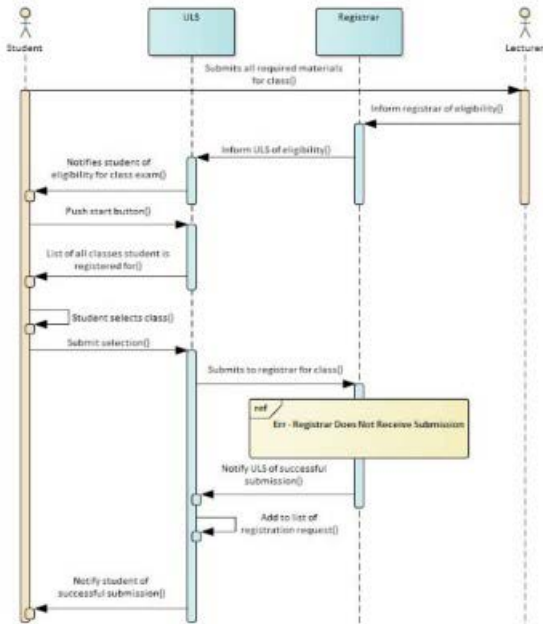 ULS
Registrar
Student
Lecturer
Submits all required materials
for class()
Inform registrar of eligibility()
Inform ULS of eligibility()
Notifies student of
eligibility for class exam()
Push start button()
List of all classes student is
registered for()
Student selects class()
Submit selection()
Submits to registrar for class()
ref
Err - Registrar Does Not Receive Submission
Notify ULS of successful
submission()
Add to list of
registration request()
Notify student of
successful submission()